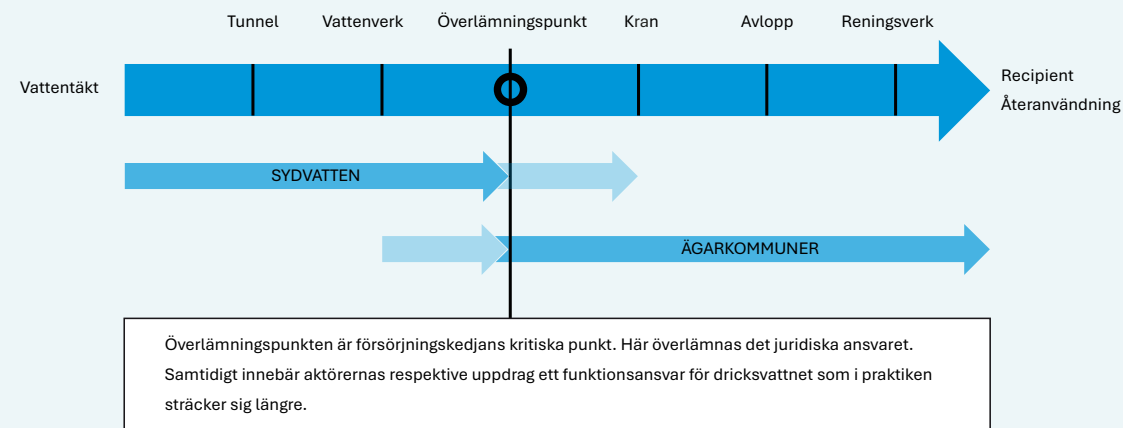 Tunnel Vattenverk Överlämningspunkt Kran Avlopp Reningsverk
Vattentäkt
Recipient
Återanvändning
SYDVATTEN
ÄGARKOMMUNER
Överlämningspunkten är försörjningskedjans kritiska punkt. Här överlämnas det juridiska ansvaret.
Samtidigt innebär aktörernas respektive uppdrag ett funktionsansvar för dricksvattnet som i praktiken
sträcker sig längre.